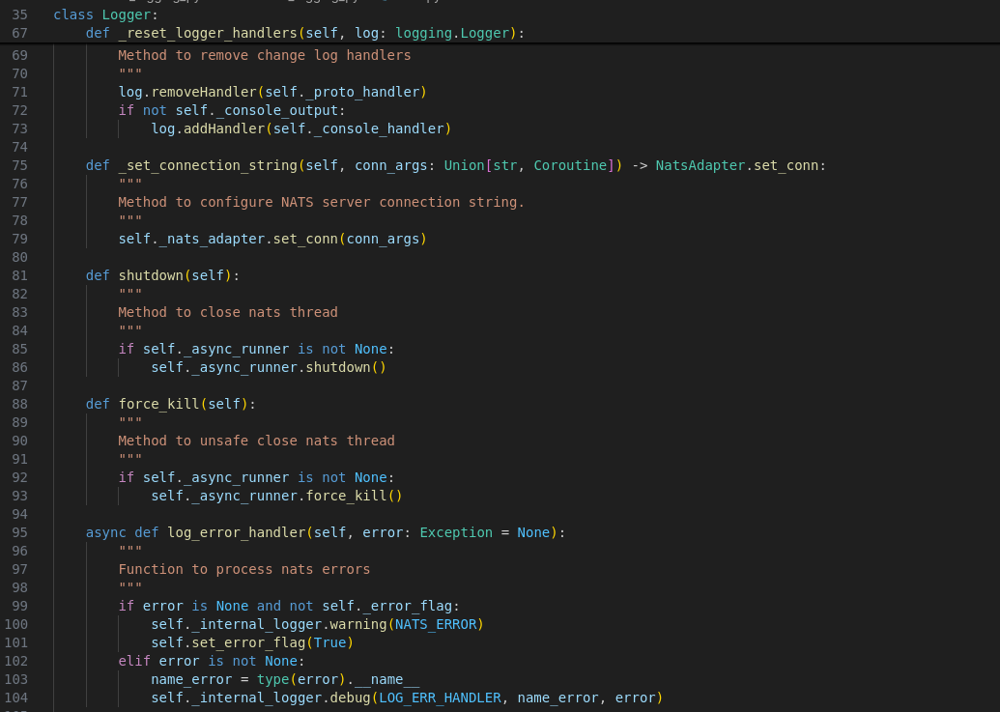 35 class Logger:
67     def _reset_logger_handlers(self, log: logging.Logger):
69         Method to remove change log handlers
70         """
71         log.removeHandler(self._proto_handler)
72         if not self._console_output:
73             log.addHandler(self._console_handler)
74
75     def _set_connection_string(self, conn_args: Union[str, Coroutine]) -> NatsAdapter.set_conn:
76         """
77         Method to configure NATS server connection string.
78         """
79         self._nats_adapter.set_conn(conn_args)
80
81     def shutdown(self):
82         """
83         Method to close nats thread
84         """
85         if self._async_runner is not None:
86             self._async_runner.shutdown()
87
88     def force_kill(self):
89         """
90         Method to unsafe close nats thread
91         """
92         if self._async_runner is not None:
93             self._async_runner.force_kill()
94
95     async def log_error_handler(self, error: Exception = None):
96         """
97         Function to process nats errors
98         """
99         if error is None and not self._error_flag:
100             self._internal_logger.warning(NATS_ERROR)
101             self.set_error_flag(True)
102         elif error is not None:
103             name_error = type(error).__name__
104             self._internal_logger.debug(LOG_ERR_HANDLER, name_error, error)